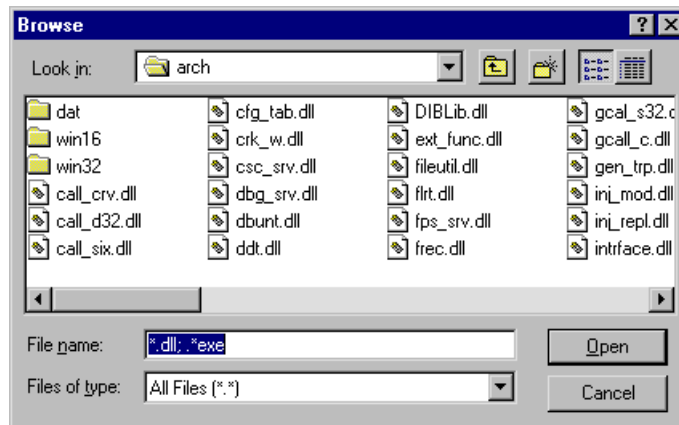 Browse
Look in: arch
dat cfg_tab.dll DIBLib.dll gcal_s32.d
win16 crk_w.dll ext_func.dll gcall_c.dll
win32 csc_srv.dll fileutil.dll gen_trp.dll
call_crv.dll dbg_srv.dll flrt.dll inj_mod.dll
call_d32.dll dbunt.dll fps_srv.dll inj_repl.dll
call_six.dll ddt.dll frec.dll intrface.dll
File name: *.dll; .*exe Open
Files of type: All Files (*.*) Cancel